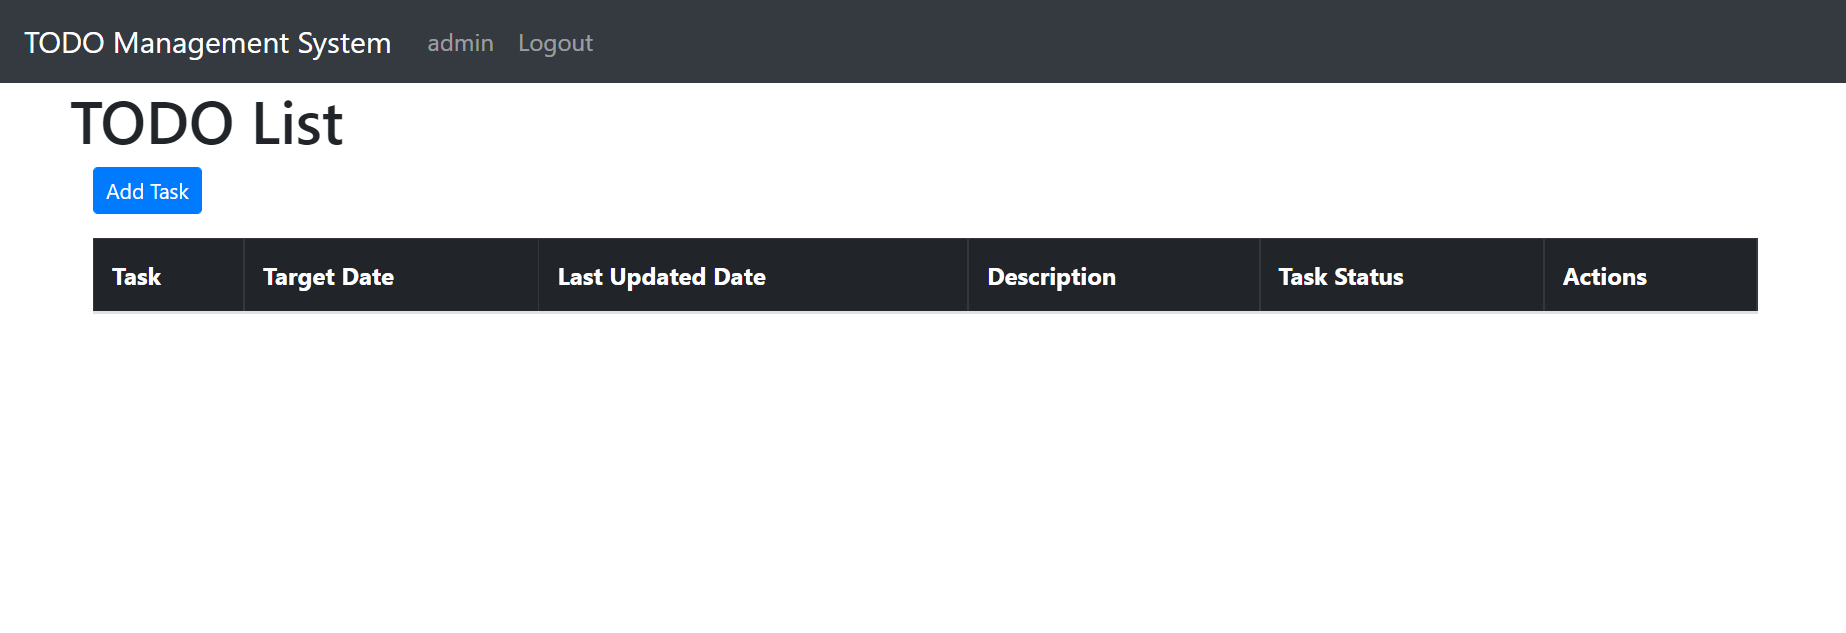 TODO Management System admin Logout
TODO List
Add Task
Task Target Date Last Updated Date Description Task Status Actions